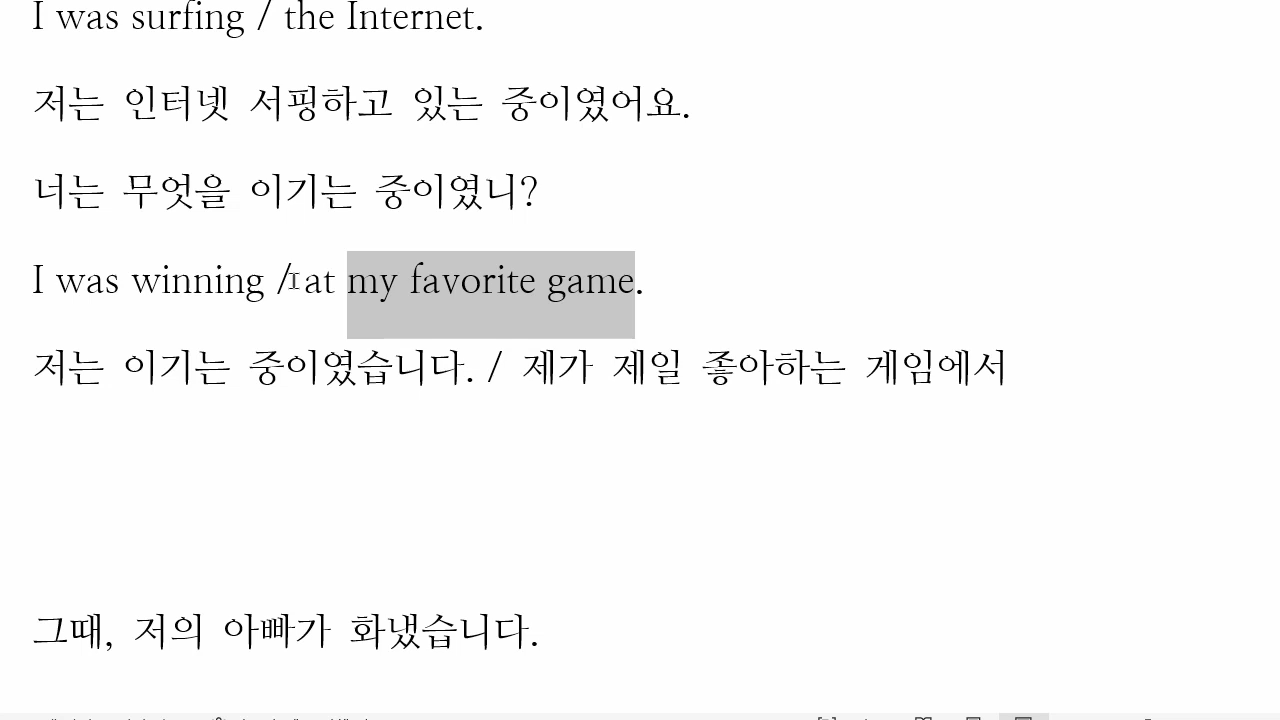 I was surfing / the Internet.
저는 인터넷 서핑하고 있는 중이였어요.
너는 무엇을 이기는 중이였니?
I was winning / at my favorite game.
저는 이기는 중이였습니다. / 제가 제일 좋아하는 게임에서
그때, 저의 아빠가 화냈습니다.